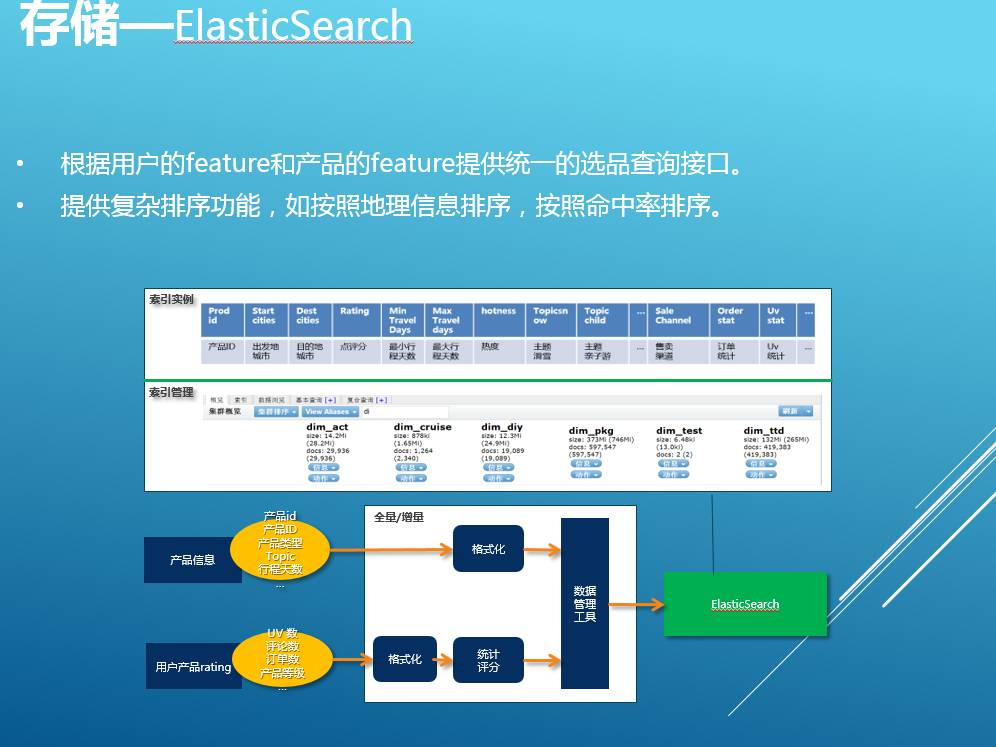 存储—ElasticSearch
• 根据用户的feature和产品的feature提供统一的选品查询接口。
• 提供复杂排序功能，如按照地理信息排序，按照命中率排序。
索引实例
Prod id Start cities Dest cities Rating Min Travel Days Max Travel days hotness Topicsnow Topic child ... Sale Channel Order stat Uv stat ...
产品ID 出发地城市 目的地城市 点评分 最小行程天数 最大行程天数 热度 主题滑雪 主题亲子游 ... 售卖渠道 订单统计 Uv统计 ...
索引管理
概览 索引 数据浏览 基本查询 [+] 复合查询 [+]
集群概览 集群排序 View Aliases di 刷新
dim_act dim_cruise dim_diy dim_pkg dim_test dim_ttd
size: 14.2Mi (28.2Mi) size: 878ki (1.65Mi) size: 12.3Mi (24.9Mi) size: 373Mi (746Mi) size: 6.48ki (13.0ki) size: 132Mi (265Mi)
docs: 29,936 (29,936) docs: 1,264 (2,340) docs: 19,089 (19,089) docs: 597,547 (597,547) docs: 2 (2) docs: 419,383 (419,383)
信息 信息 信息 信息 信息 信息
动作 动作 动作 动作 动作 动作
产品信息
产品id
产品ID
产品类型
Topic
行程天数
...
全量/增量
格式化
用户产品rating
UV 数
评论数
订单数
产品等级
...
格式化
统计
评分
数据
管理
工具
ElasticSearch